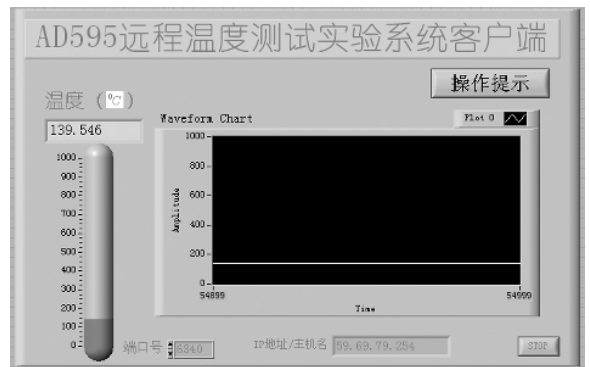 AD595远程温度测试实验系统客户端
操作提示
温度 (℃)
139.546
Waveform Chart
Plot 0
1000
900
800
700
600
500
400
300
200
100
0
Amplitude
1000
800
600
400
200
0
54899
54999
Time
端口号 6340
IP地址/主机名 59.69.79.254
STOP